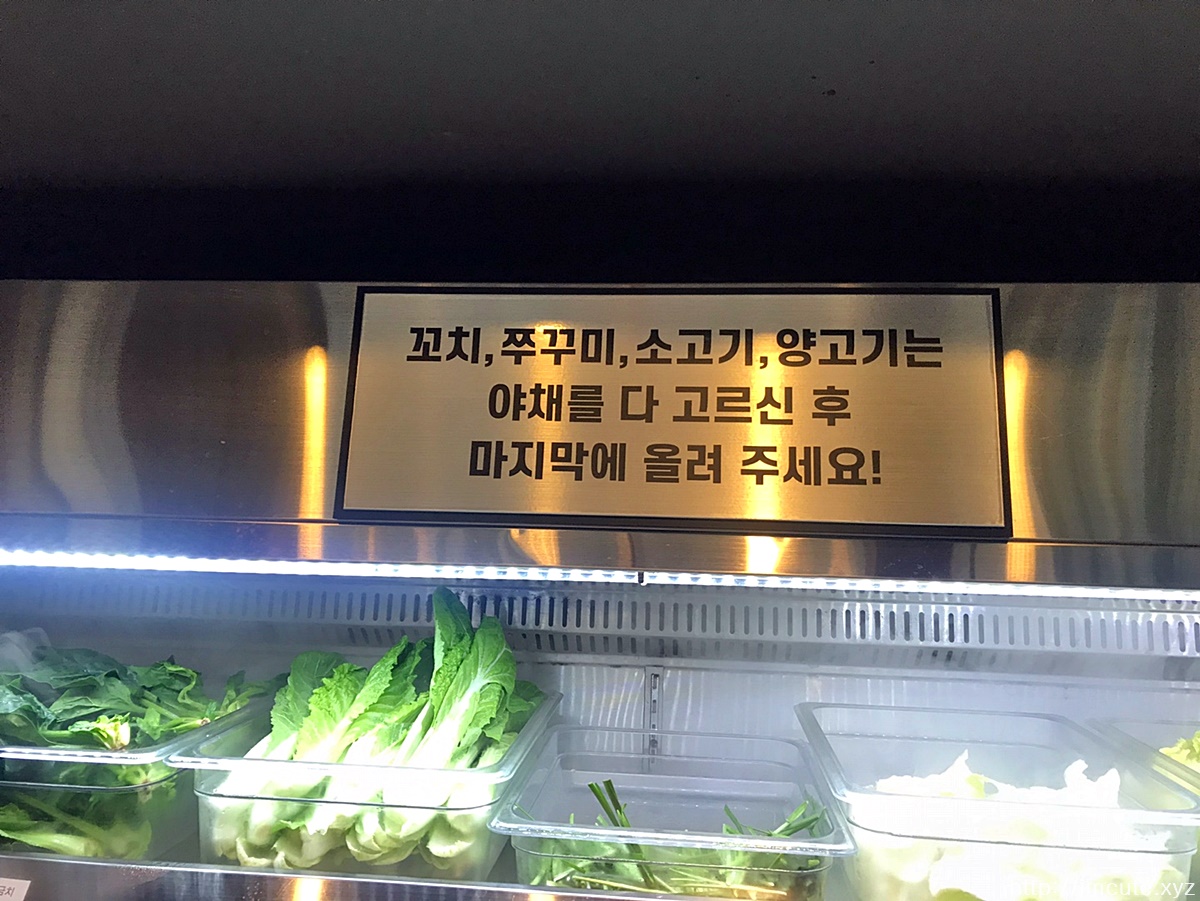 꼬치,쭈꾸미,소고기,양고기는
야채를 다 고르신 후
마지막에 올려 주세요!